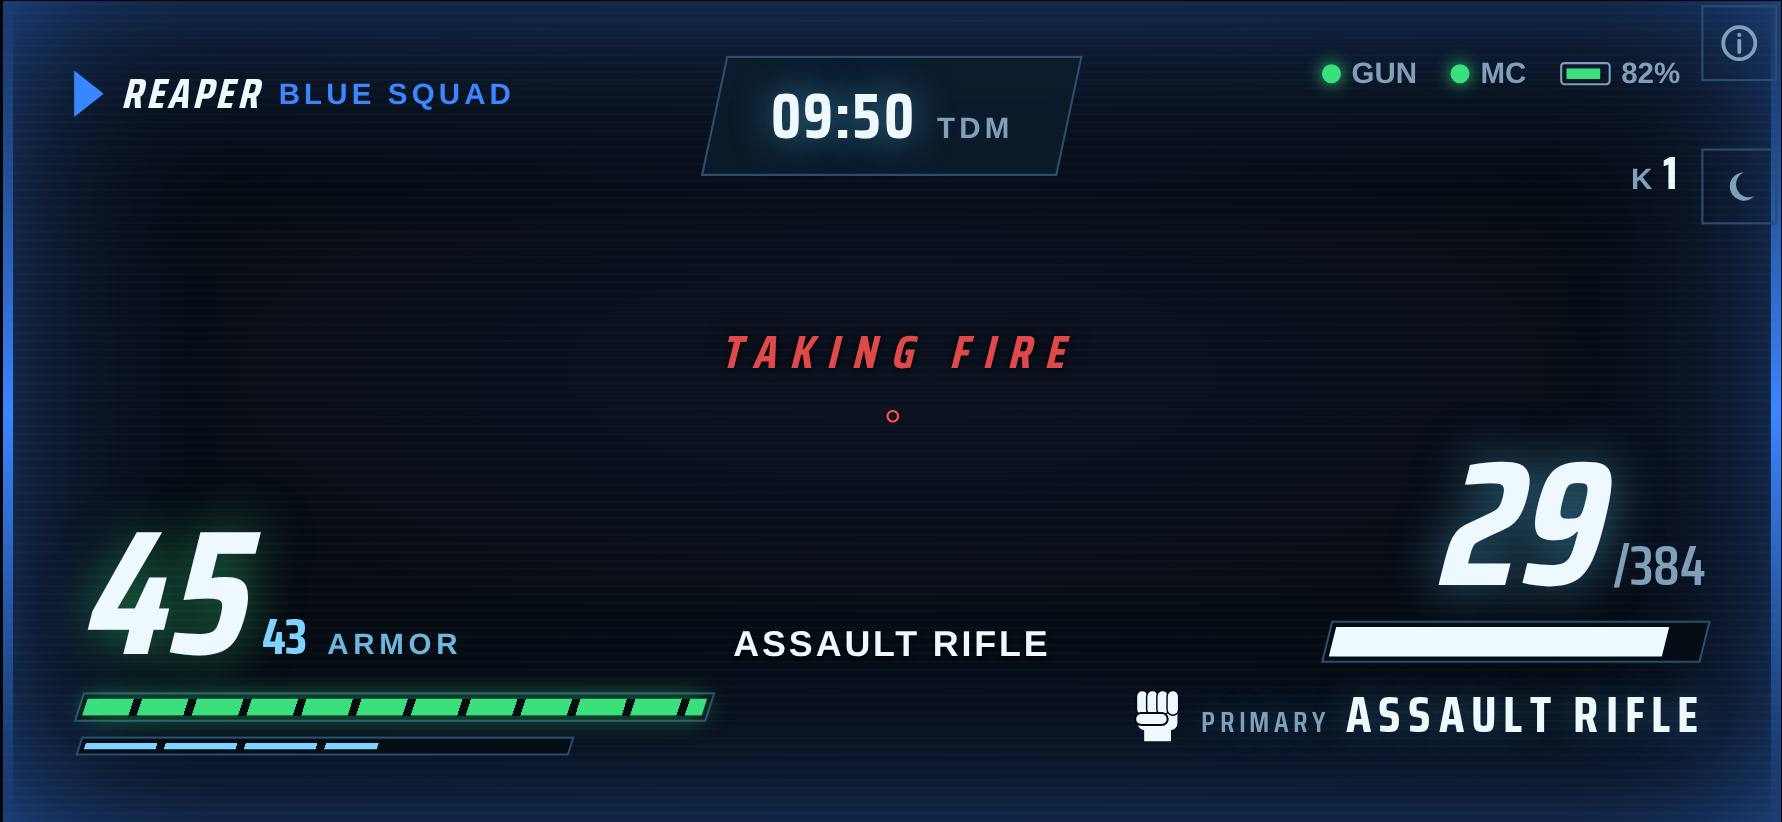 REAPER BLUE SQUAD
09:50 TDM
GUN MC 82%
K 1
TAKING FIRE
29/384
45 43 ARMOR
ASSAULT RIFLE
PRIMARY ASSAULT RIFLE